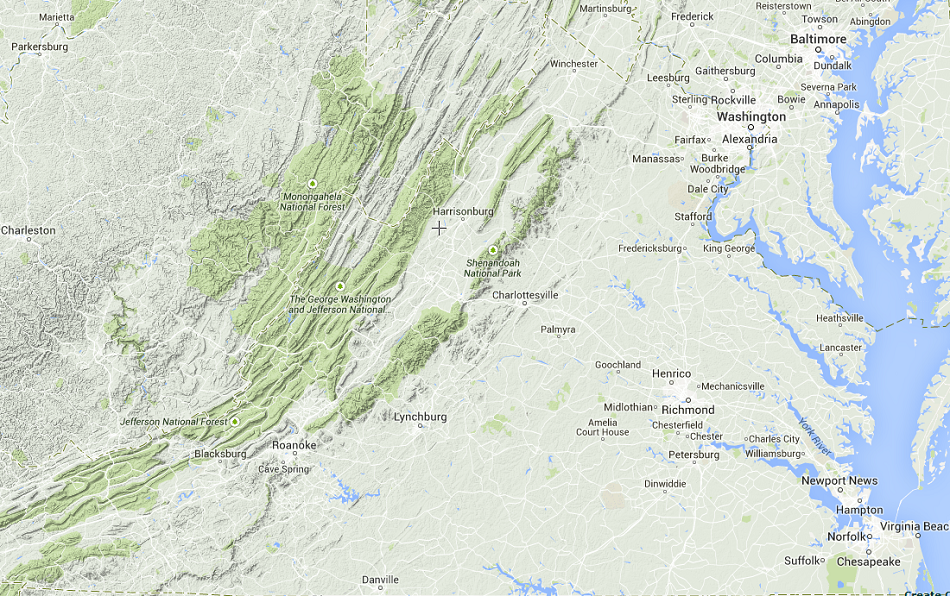 Marietta
Parkersburg
Martinsburg
Frederick
Reisterstown
Towson
Abingdon
Baltimore
Columbia
Dundalk
Winchester
Leesburg
Gaithersburg
Severna Park
Sterling
Rockville
Bowie
Annapolis
Washington
Fairfax
Alexandria
Manassas
Burke
Woodbridge
Dale City
Monongahela
National Forest
Harrisonburg
Stafford
Charleston
Fredericksburg
King George
Shenandoah
National Park
The George Washington
and Jefferson National...
Charlottesville
Heathsville
Palmyra
Lancaster
Goochland
Henrico
Mechanicsville
Midlothian
Richmond
Jefferson National Forest
Lynchburg
Amelia
Court House
Chesterfield
Chester
Charles City
York River
Roanoke
Blacksburg
Cave Spring
Petersburg
Williamsburg
Dinwiddie
Newport News
Hampton
Virginia Beac
Norfolk
Suffolk
Chesapeake
Danville
Create